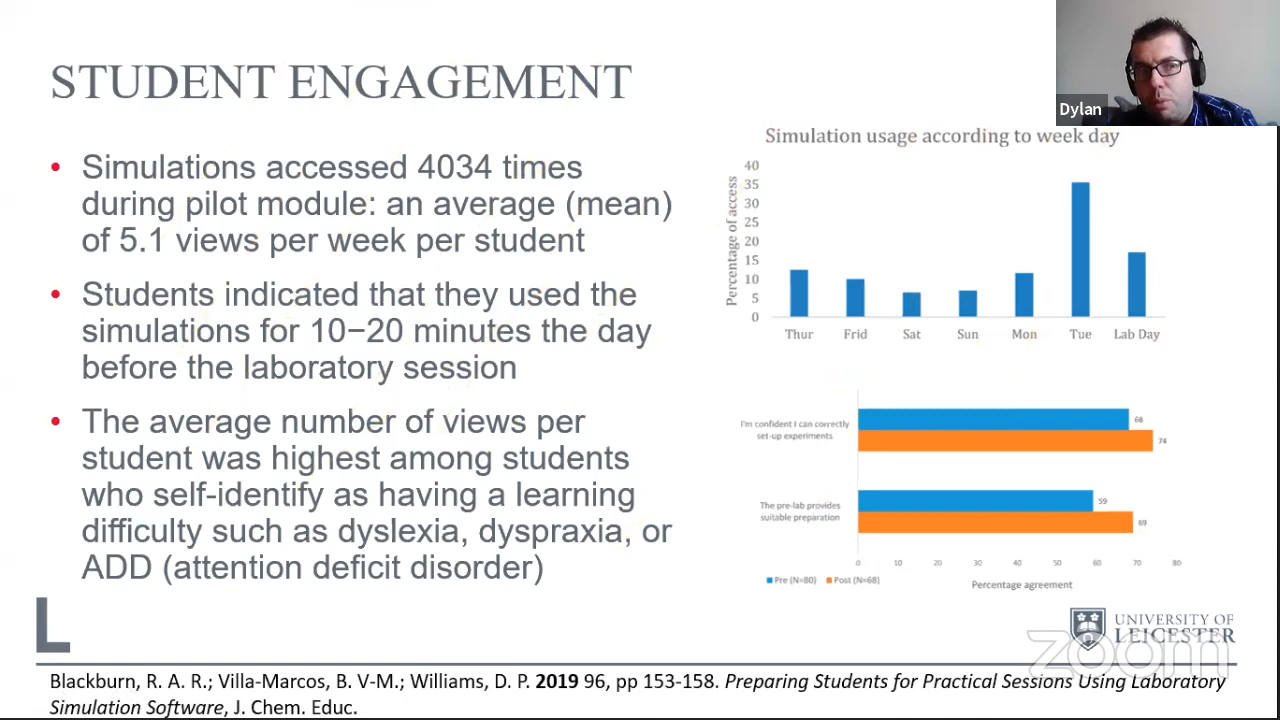 Dylan
STUDENT ENGAGEMENT
• Simulations accessed 4034 times
during pilot module: an average (mean)
of 5.1 views per week per student
• Students indicated that they used the
simulations for 10−20 minutes the day
before the laboratory session
• The average number of views per
student was highest among students
who self-identify as having a learning
difficulty such as dyslexia, dyspraxia, or
ADD (attention deficit disorder)
Simulation usage according to week day
Percentage of access
40
35
30
25
20
15
10
5
0
Thur Frid Sat Sun Mon Tue Lab Day
I'm confident I can correctly
set-up experiments
68
74
The pre-lab provides
suitable preparation
59
69
0 10 20 30 40 50 60 70 80
Pre (N=80) Post (N=68)
Percentage agreement
UNIVERSITY OF
LEICESTER
zoom
Blackburn, R. A. R.; Villa-Marcos, B. V-M.; Williams, D. P. 2019 96, pp 153-158. Preparing Students for Practical Sessions Using Laboratory
Simulation Software, J. Chem. Educ.